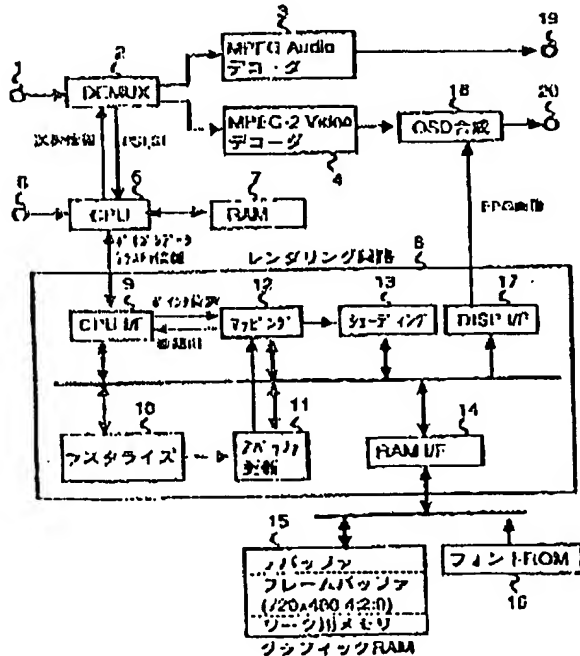 3
19
MPEG Audio
デコーダ
1
2
DEMUX
18
20
MPEG-2 Video
デコーダ
OSD合成
4
6
7
CPU
RAM
レンダリング回路
8
9
12
13
17
CPU I/F
マッピング
シェーディング
DISP I/F
10
11
14
ラスタライズ
Zバッファ
RAM I/F
15
Zバッファ
フレームバッファ
(720x480 4:2:0)
ワーク用メモリ
グラフィックRAM
フォントROM
16